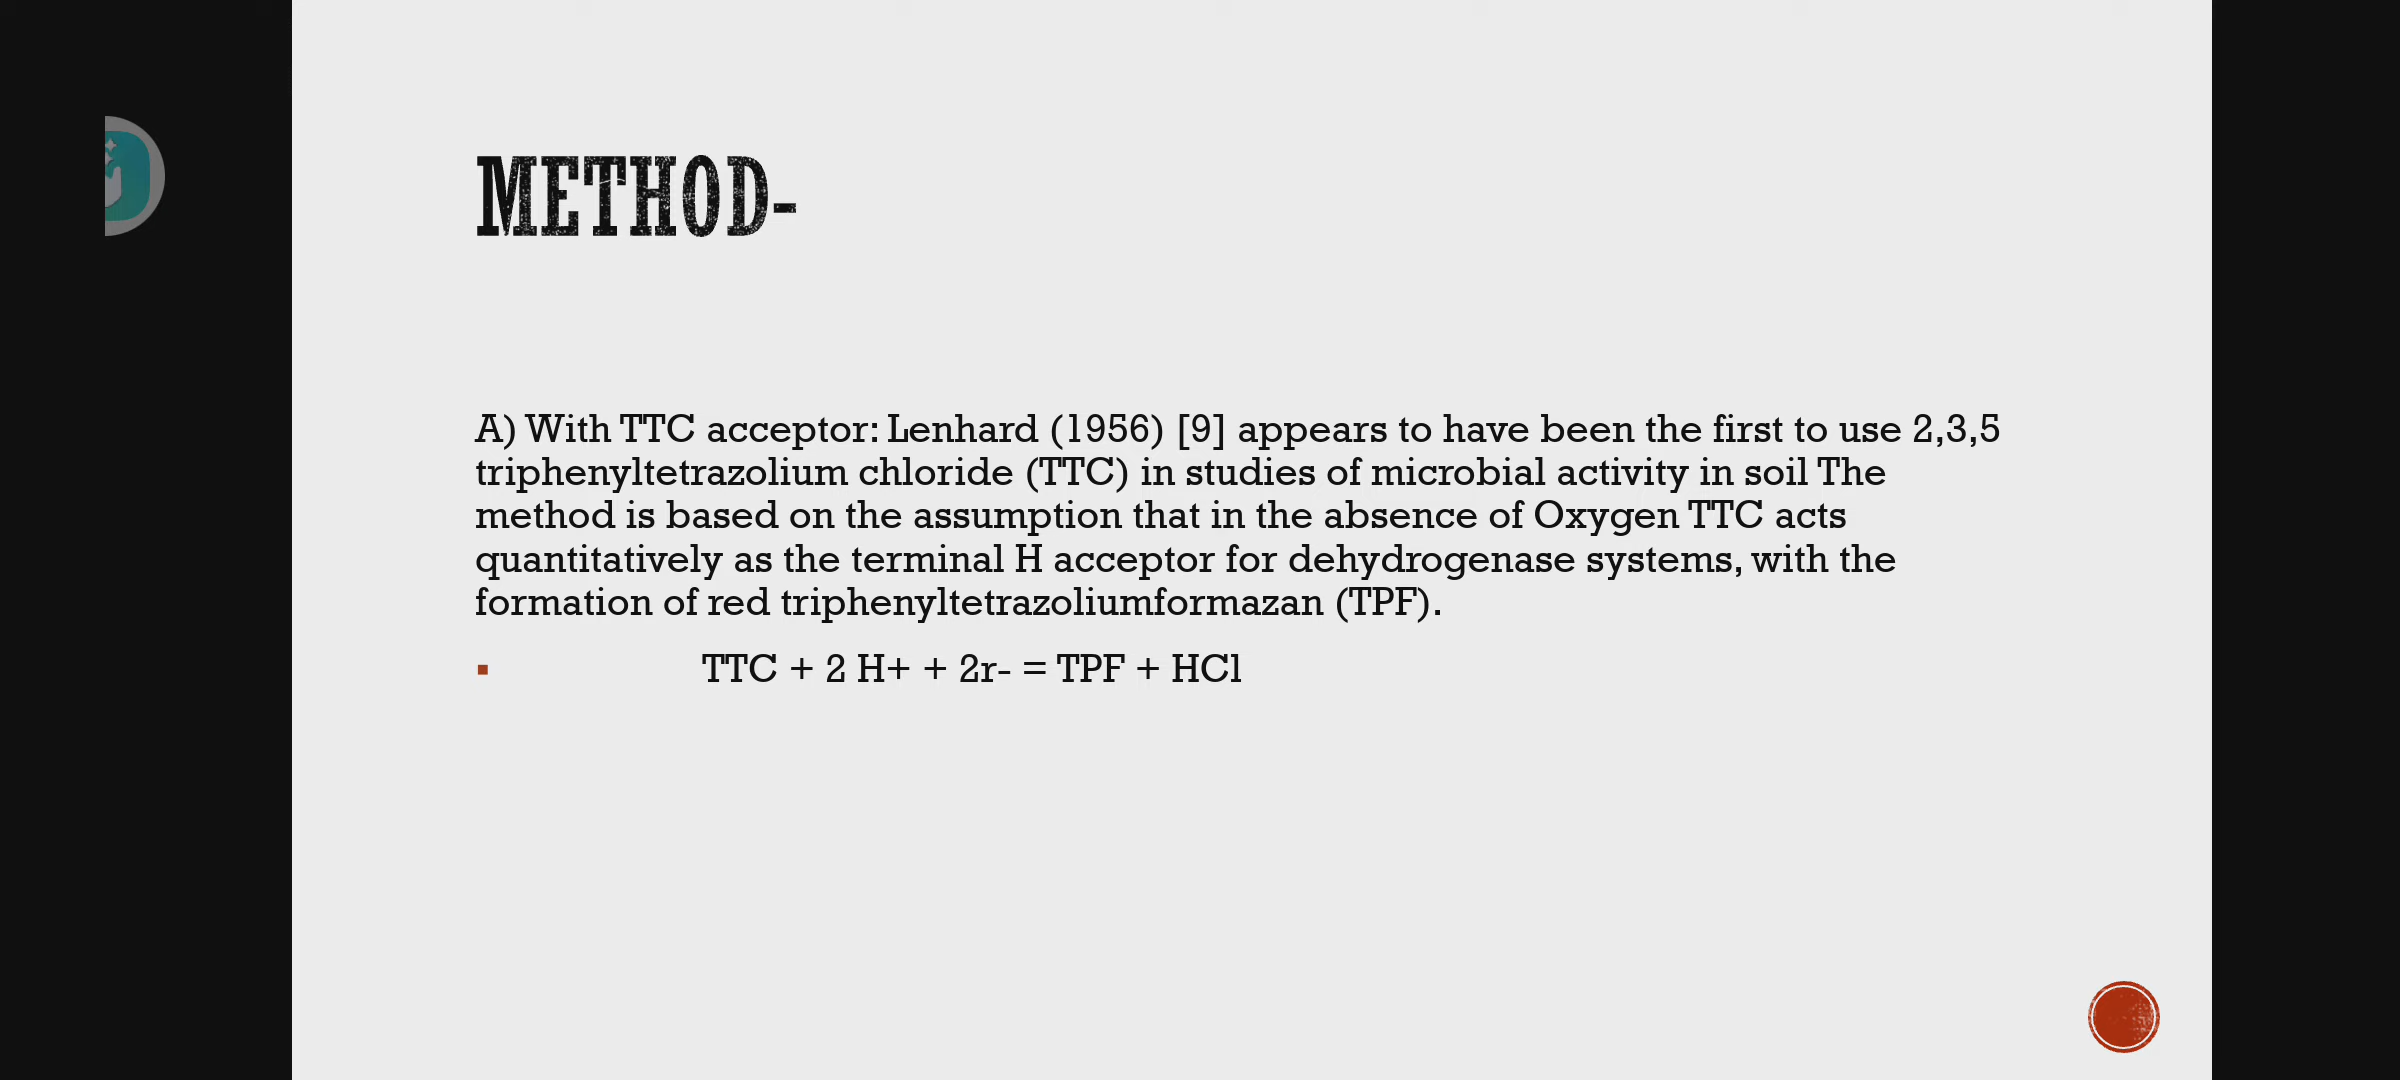 METHOD-
A) With TTC acceptor: Lenhard (1956) [9] appears to have been the first to use 2,3,5
triphenyltetrazolium chloride (TTC) in studies of microbial activity in soil The
method is based on the assumption that in the absence of Oxygen TTC acts
quantitatively as the terminal H acceptor for dehydrogenase systems, with the
formation of red triphenyltetrazoliumformazan (TPF).
▪ TTC + 2 H+ + 2r- = TPF + HCl